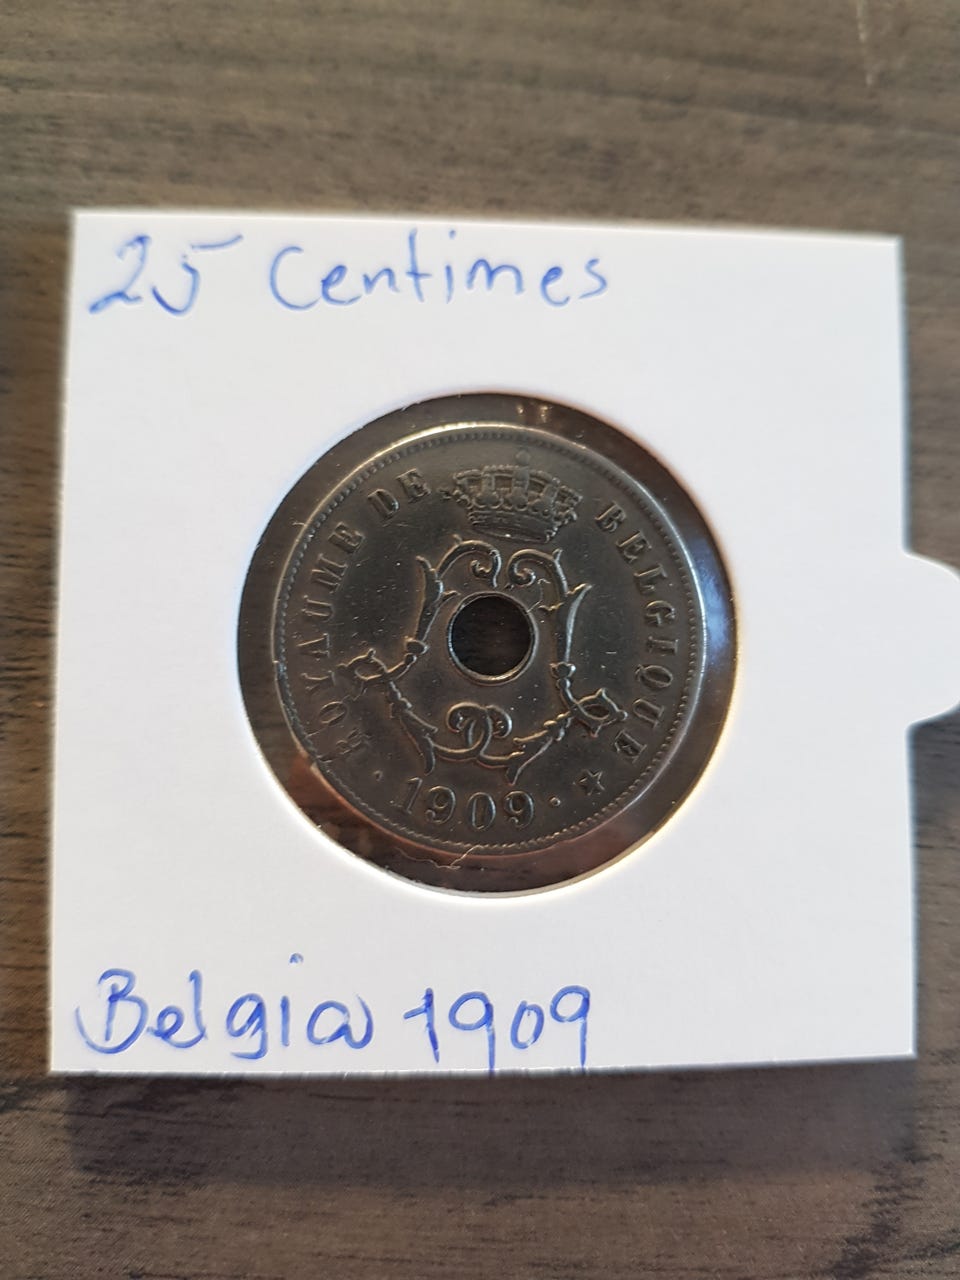 25 Centimes
ROYAUME DE BELGIQUE
· 1909 · ★
Belgia 1909